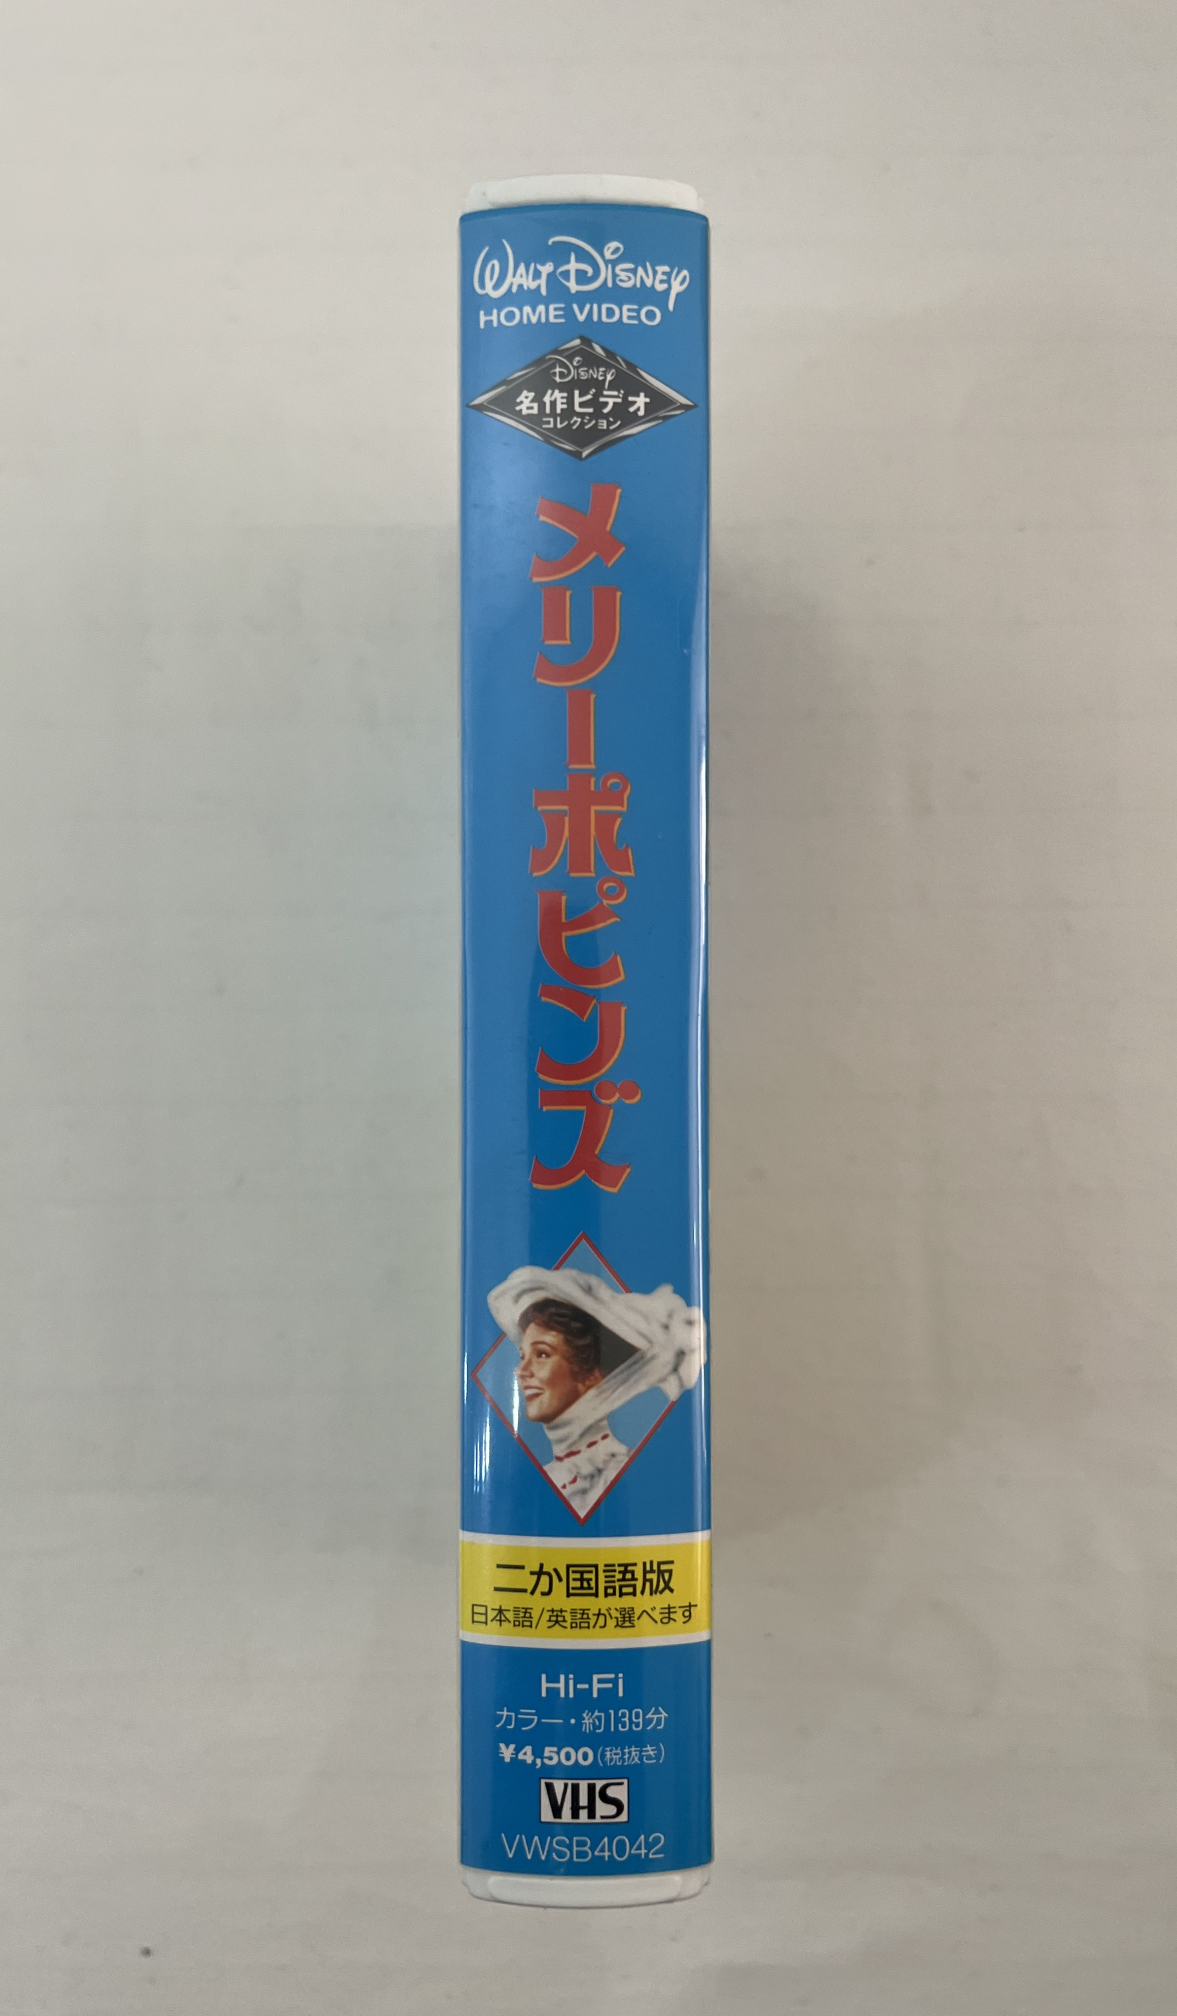 WALT DISNEY
HOME VIDEO
DISNEY
名作ビデオ
コレクション
メリーポピンズ
二か国語版
日本語/英語が選べます
Hi-Fi
カラー・約139分
¥4,500(税抜き)
VHS
VWSB4042